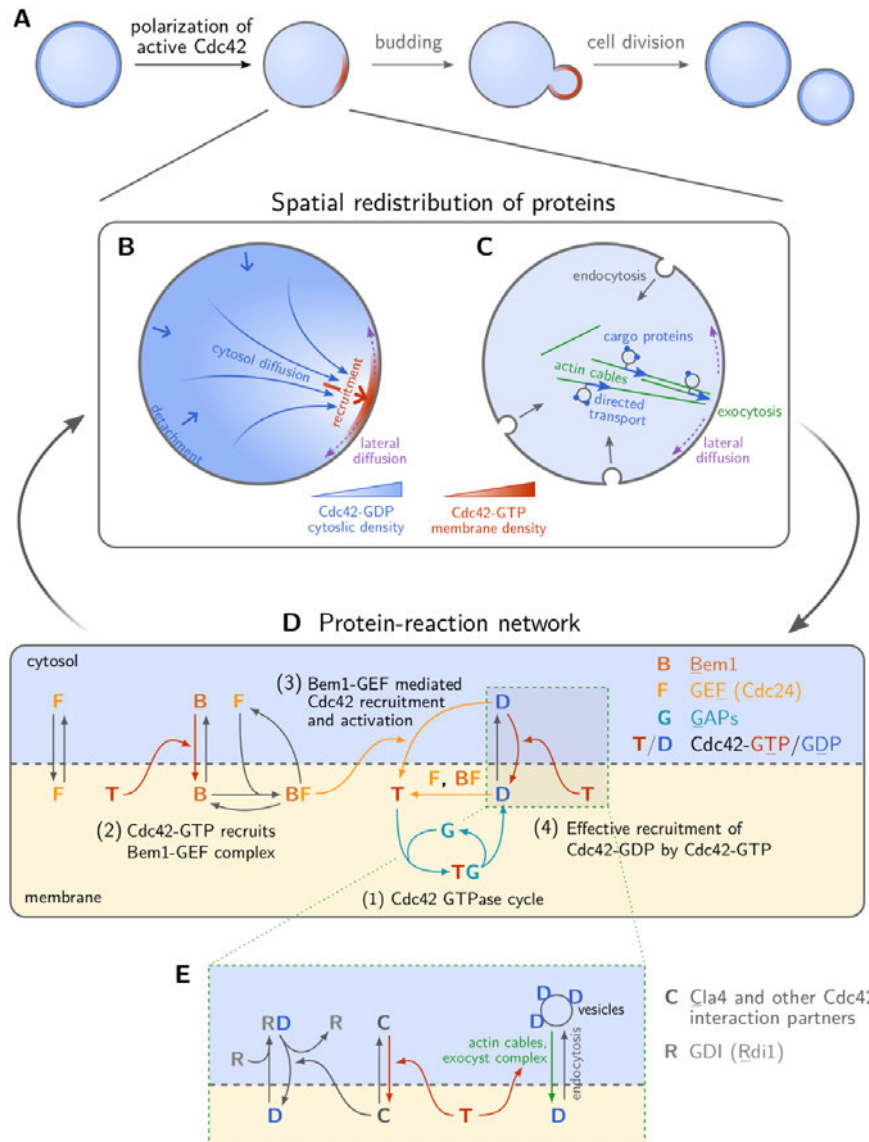 A
polarization of
active Cdc42
budding
cell division
Spatial redistribution of proteins
B
cytosol diffusion
recruitment
detachment
lateral
diffusion
C
endocytosis
cargo proteins
actin cables
directed
transport
exocytosis
lateral
diffusion
Cdc42-GDP
cytoslic density
Cdc42-GTP
membrane density
D Protein-reaction network
cytosol
(3) Bem1-GEF mediated
Cdc42 recruitment
and activation
B Bem1
F GEF (Cdc24)
G GAPs
T/D Cdc42-GTP/GDP
F B F D
F T B BF T F, BF D T
(2) Cdc42-GTP recruits
Bem1-GEF complex
G
TG
(4) Effective recruitment of
Cdc42-GDP by Cdc42-GTP
(1) Cdc42 GTPase cycle
membrane
E
D D D
vesicles
RD R C
R
actin cables,
exocyst complex
endocytosis
D C T D
C Cla4 and other Cdc42
interaction partners
R GDI (Rdi1)